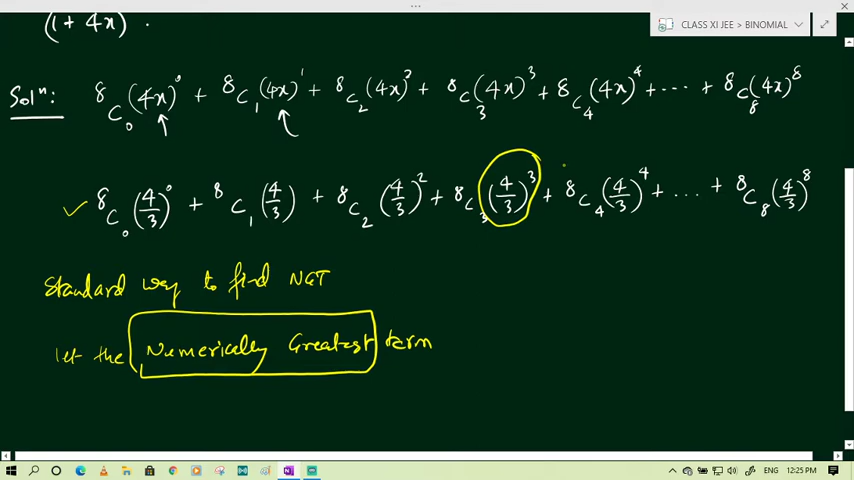 CLASS XI JEE > BINOMIAL
(1 + 4x) .
Solⁿ: ⁸C₀ (4x)⁰ + ⁸C₁ (4x)¹ + ⁸C₂ (4x)² + ⁸C₃ (4x)³ + ⁸C₄ (4x)⁴ + ... + ⁸C₈ (4x)⁸
✓ ⁸C₀ (4/3)⁰ + ⁸C₁ (4/3) + ⁸C₂ (4/3)² + ⁸C₃ (4/3)³ + ⁸C₄ (4/3)⁴ + ... + ⁸C₈ (4/3)⁸
Standard way to find NGT
let the Numerically Greatest term
ENG 12:25 PM